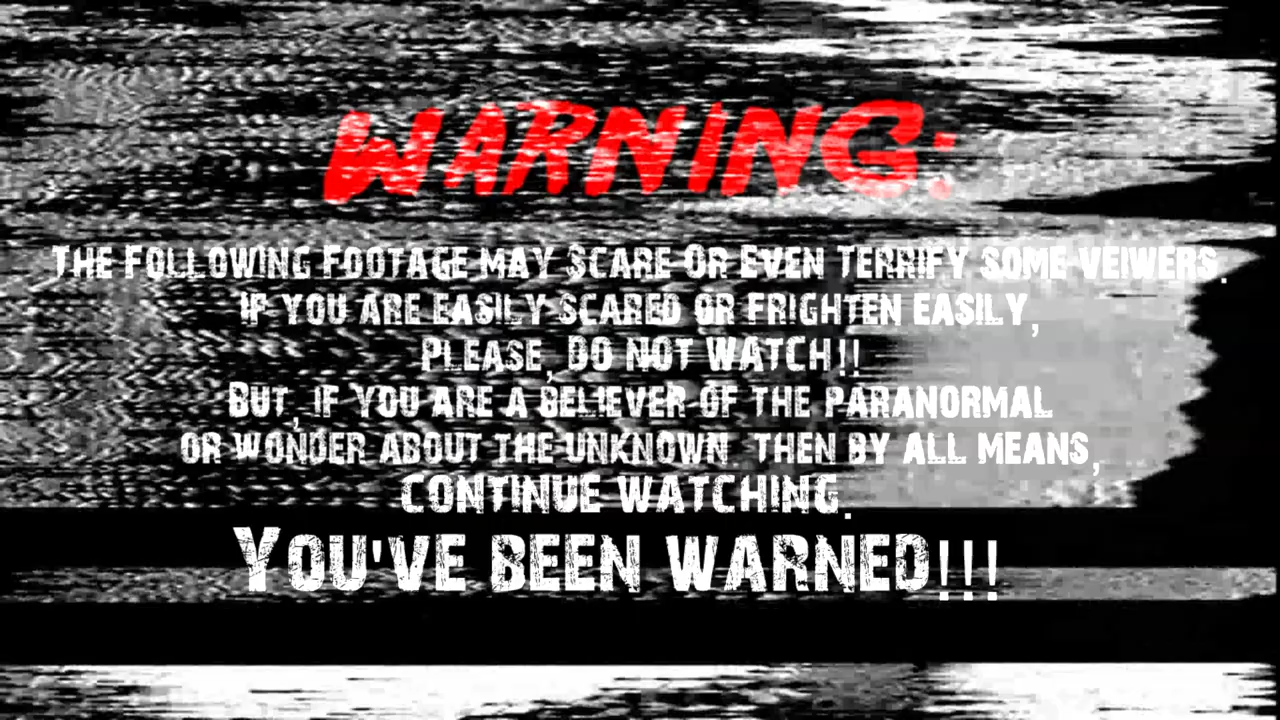 WARNING:
THE FOLLOWING FOOTAGE MAY SCARE OR EVEN TERRIFY SOME VEIWERS.
IF YOU ARE EASILY SCARED OR FRIGHTEN EASILY,
PLEASE, DO NOT WATCH!!
BUT, IF YOU ARE A BELIEVER OF THE PARANORMAL
OR WONDER ABOUT THE UNKNOWN. THEN BY ALL MEANS,
CONTINUE WATCHING.
YOU'VE BEEN WARNED!!!